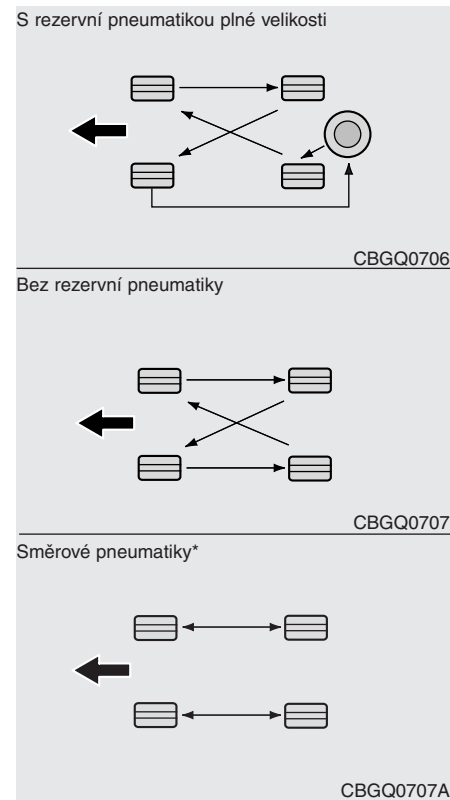 S rezervní pneumatikou plné velikosti
CBGQ0706
Bez rezervní pneumatiky
CBGQ0707
Směrové pneumatiky*
CBGQ0707A